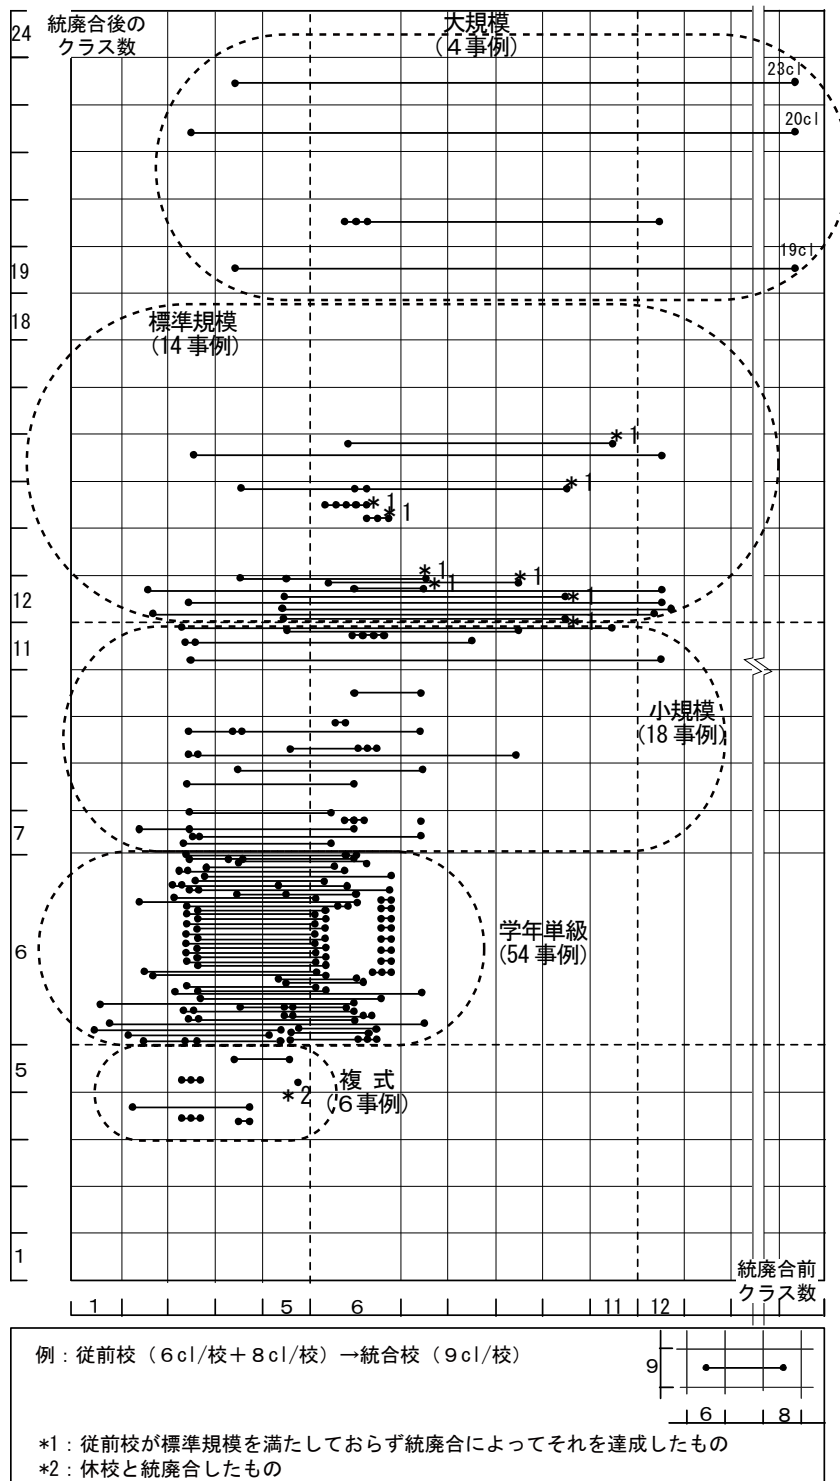 統廃合後の
クラス数
24
大規模
(4事例)
23cl
20cl
19
19cl
18
標準規模
(14事例)
*1
*1
*1
*1
*1
*1
*1
12
*1
*1
11
小規模
(18事例)
7
6
学年単級
(54事例)
5
複 式
(6事例)
*2
1
統廃合前
クラス数
1 5 6 11 12
例：従前校（6cl/校＋8cl/校）→統合校（9cl/校）
9
6 8
*1：従前校が標準規模を満たしておらず統廃合によってそれを達成したもの
*2：休校と統廃合したもの